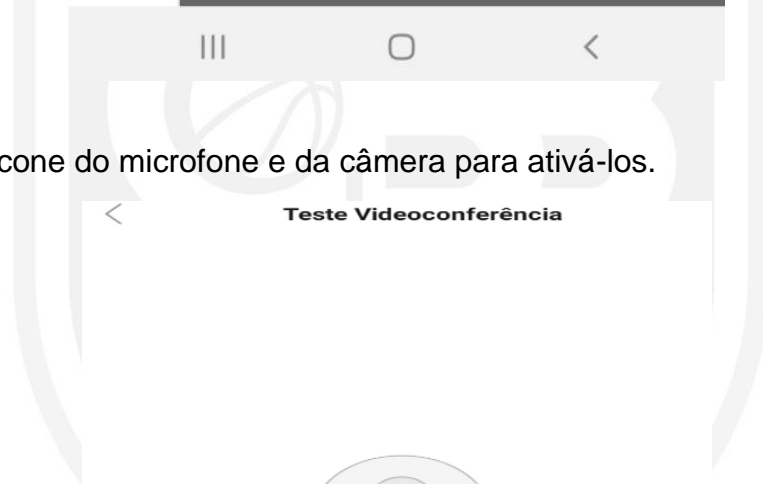 cone do microfone e da câmera para ativá-los.
Teste Videoconferência